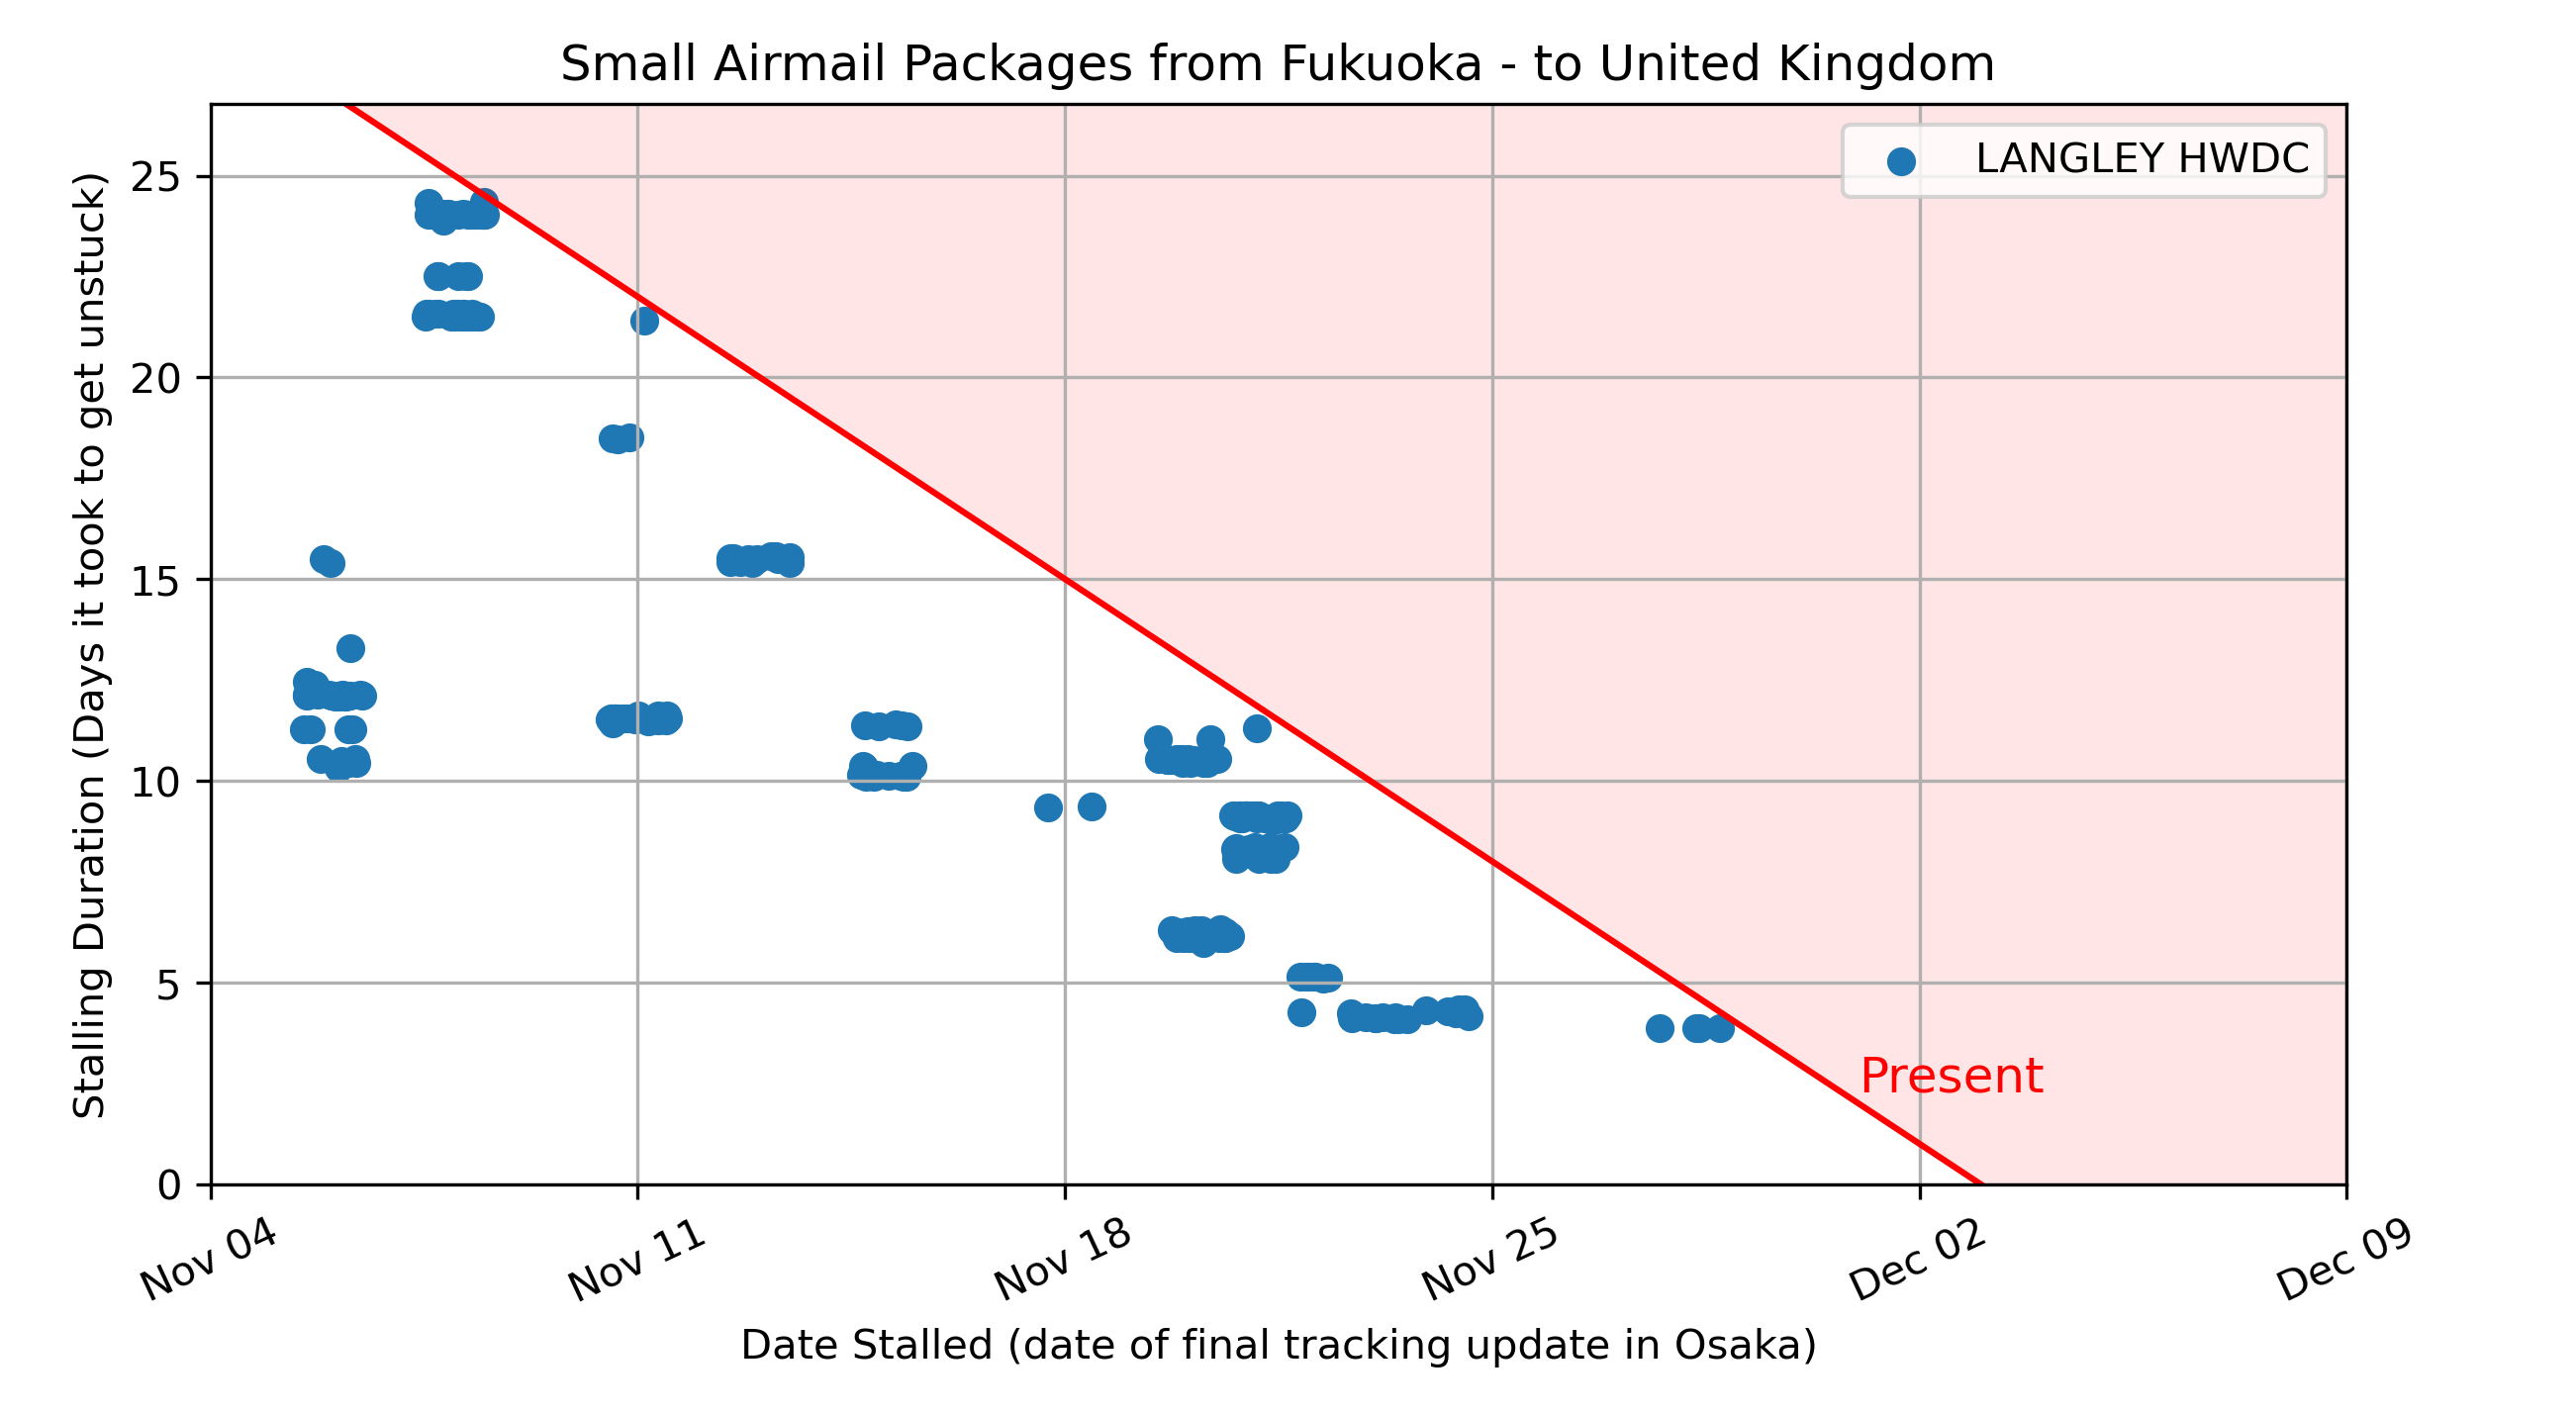 Small Airmail Packages from Fukuoka - to United Kingdom
LANGLEY HWDC
Stalling Duration (Days it took to get unstuck)
25
20
15
10
5
0
Present
Nov 04
Nov 11
Nov 18
Nov 25
Dec 02
Dec 09
Date Stalled (date of final tracking update in Osaka)